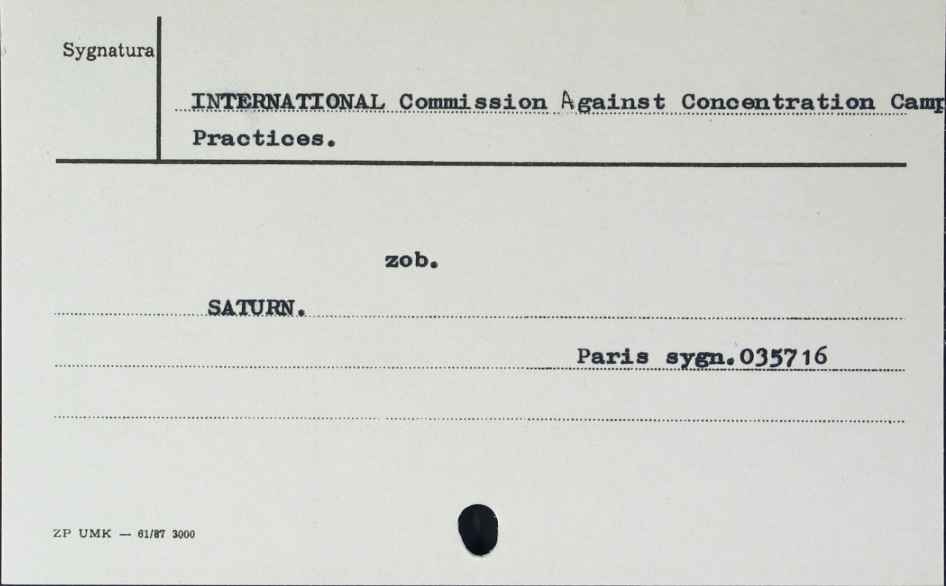 Sygnatura
INTERNATIONAL Commission Against Concentration Camp
Practices.
zob.
SATURN.
Paris sygn.035716
ZP UMK — 61/87 3000